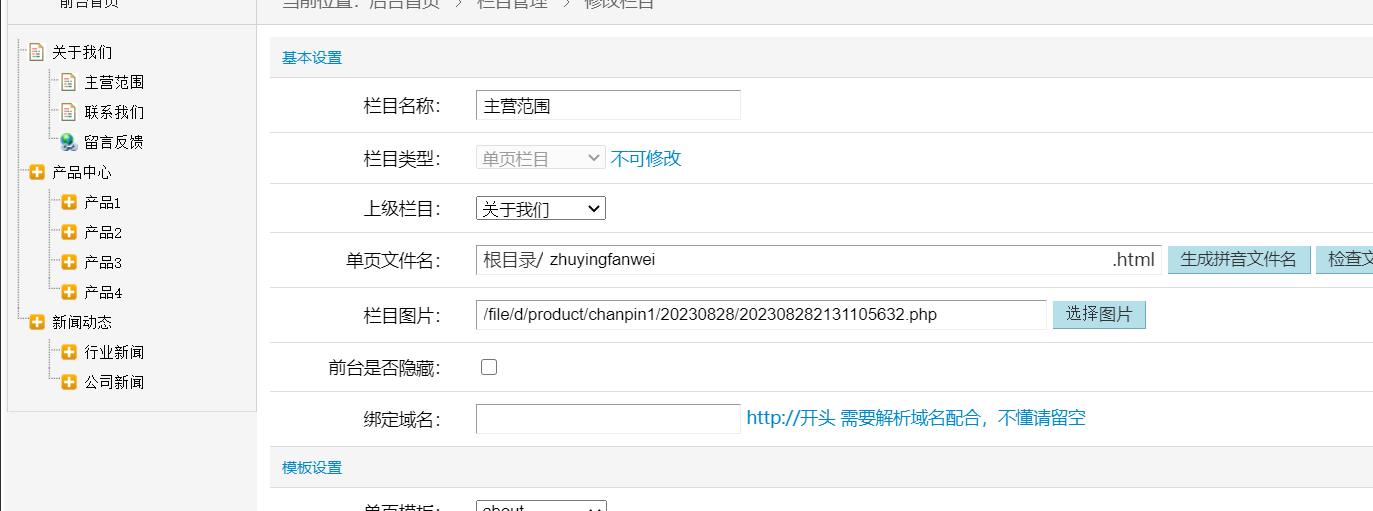 前台首页
当前位置：后台首页 > 栏目管理 > 修改栏目
关于我们
主营范围
联系我们
留言反馈
产品中心
产品1
产品2
产品3
产品4
新闻动态
行业新闻
公司新闻
基本设置
栏目名称： 主营范围
栏目类型： 单页栏目 不可修改
上级栏目： 关于我们
单页文件名： 根目录/ zhuyingfanwei .html 生成拼音文件名 检查文
栏目图片： /file/d/product/chanpin1/20230828/202308282131105632.php 选择图片
前台是否隐藏：
绑定域名： http://开头 需要解析域名配合，不懂请留空
模板设置
单页模板： about